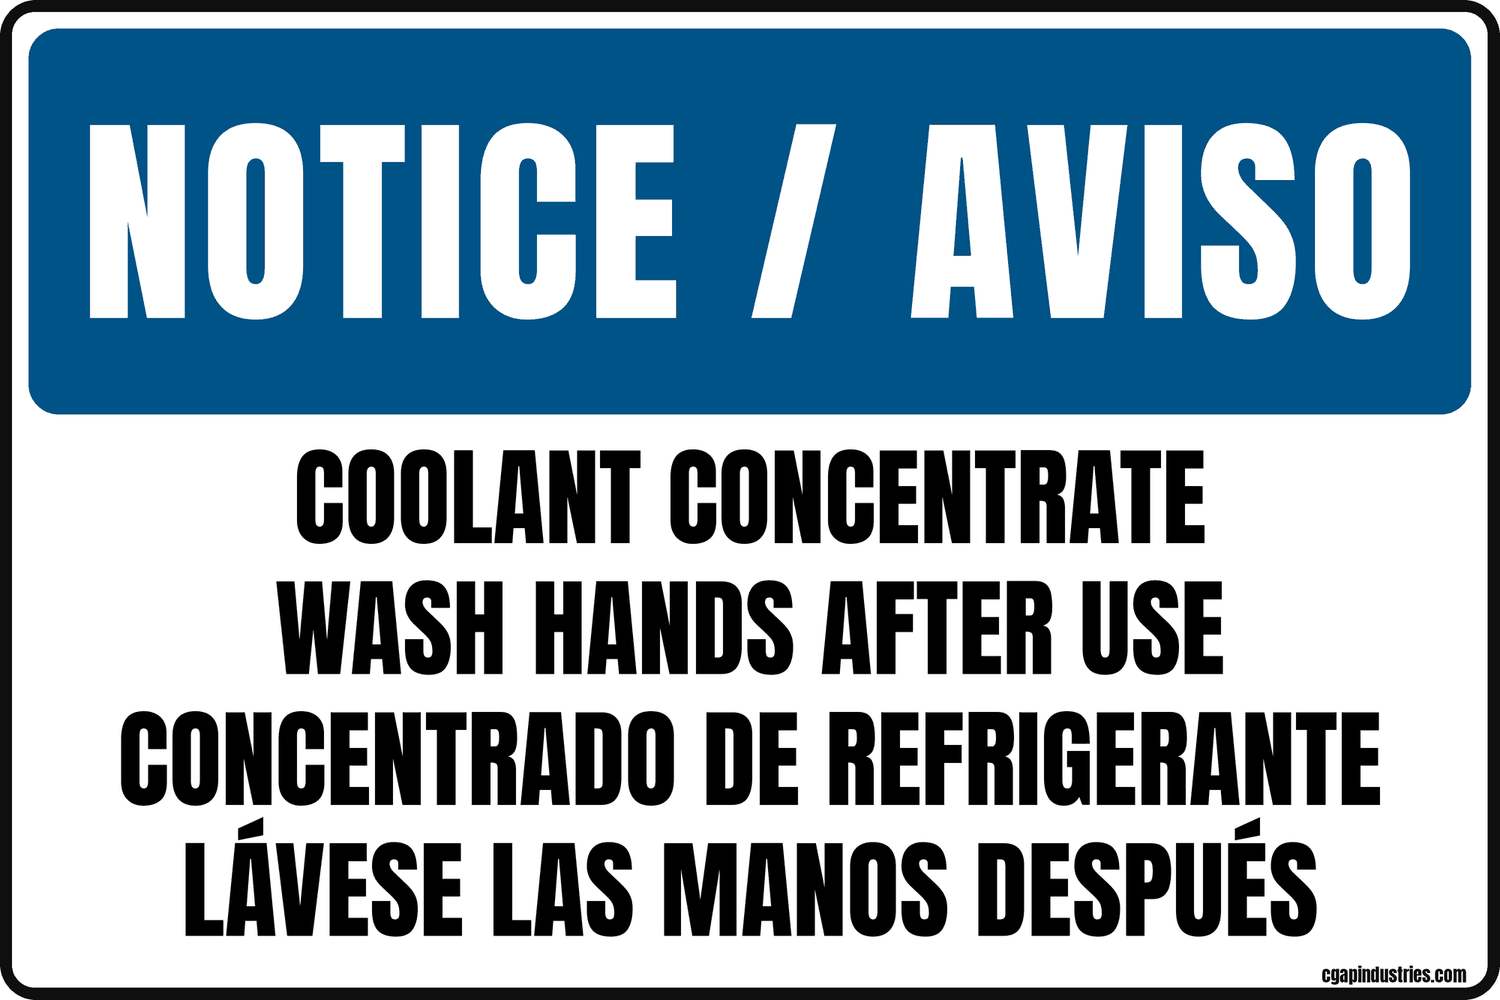 NOTICE / AVISO
COOLANT CONCENTRATE
WASH HANDS AFTER USE
CONCENTRADO DE REFRIGERANTE
LÁVESE LAS MANOS DESPUÉS
cgapindustries.com